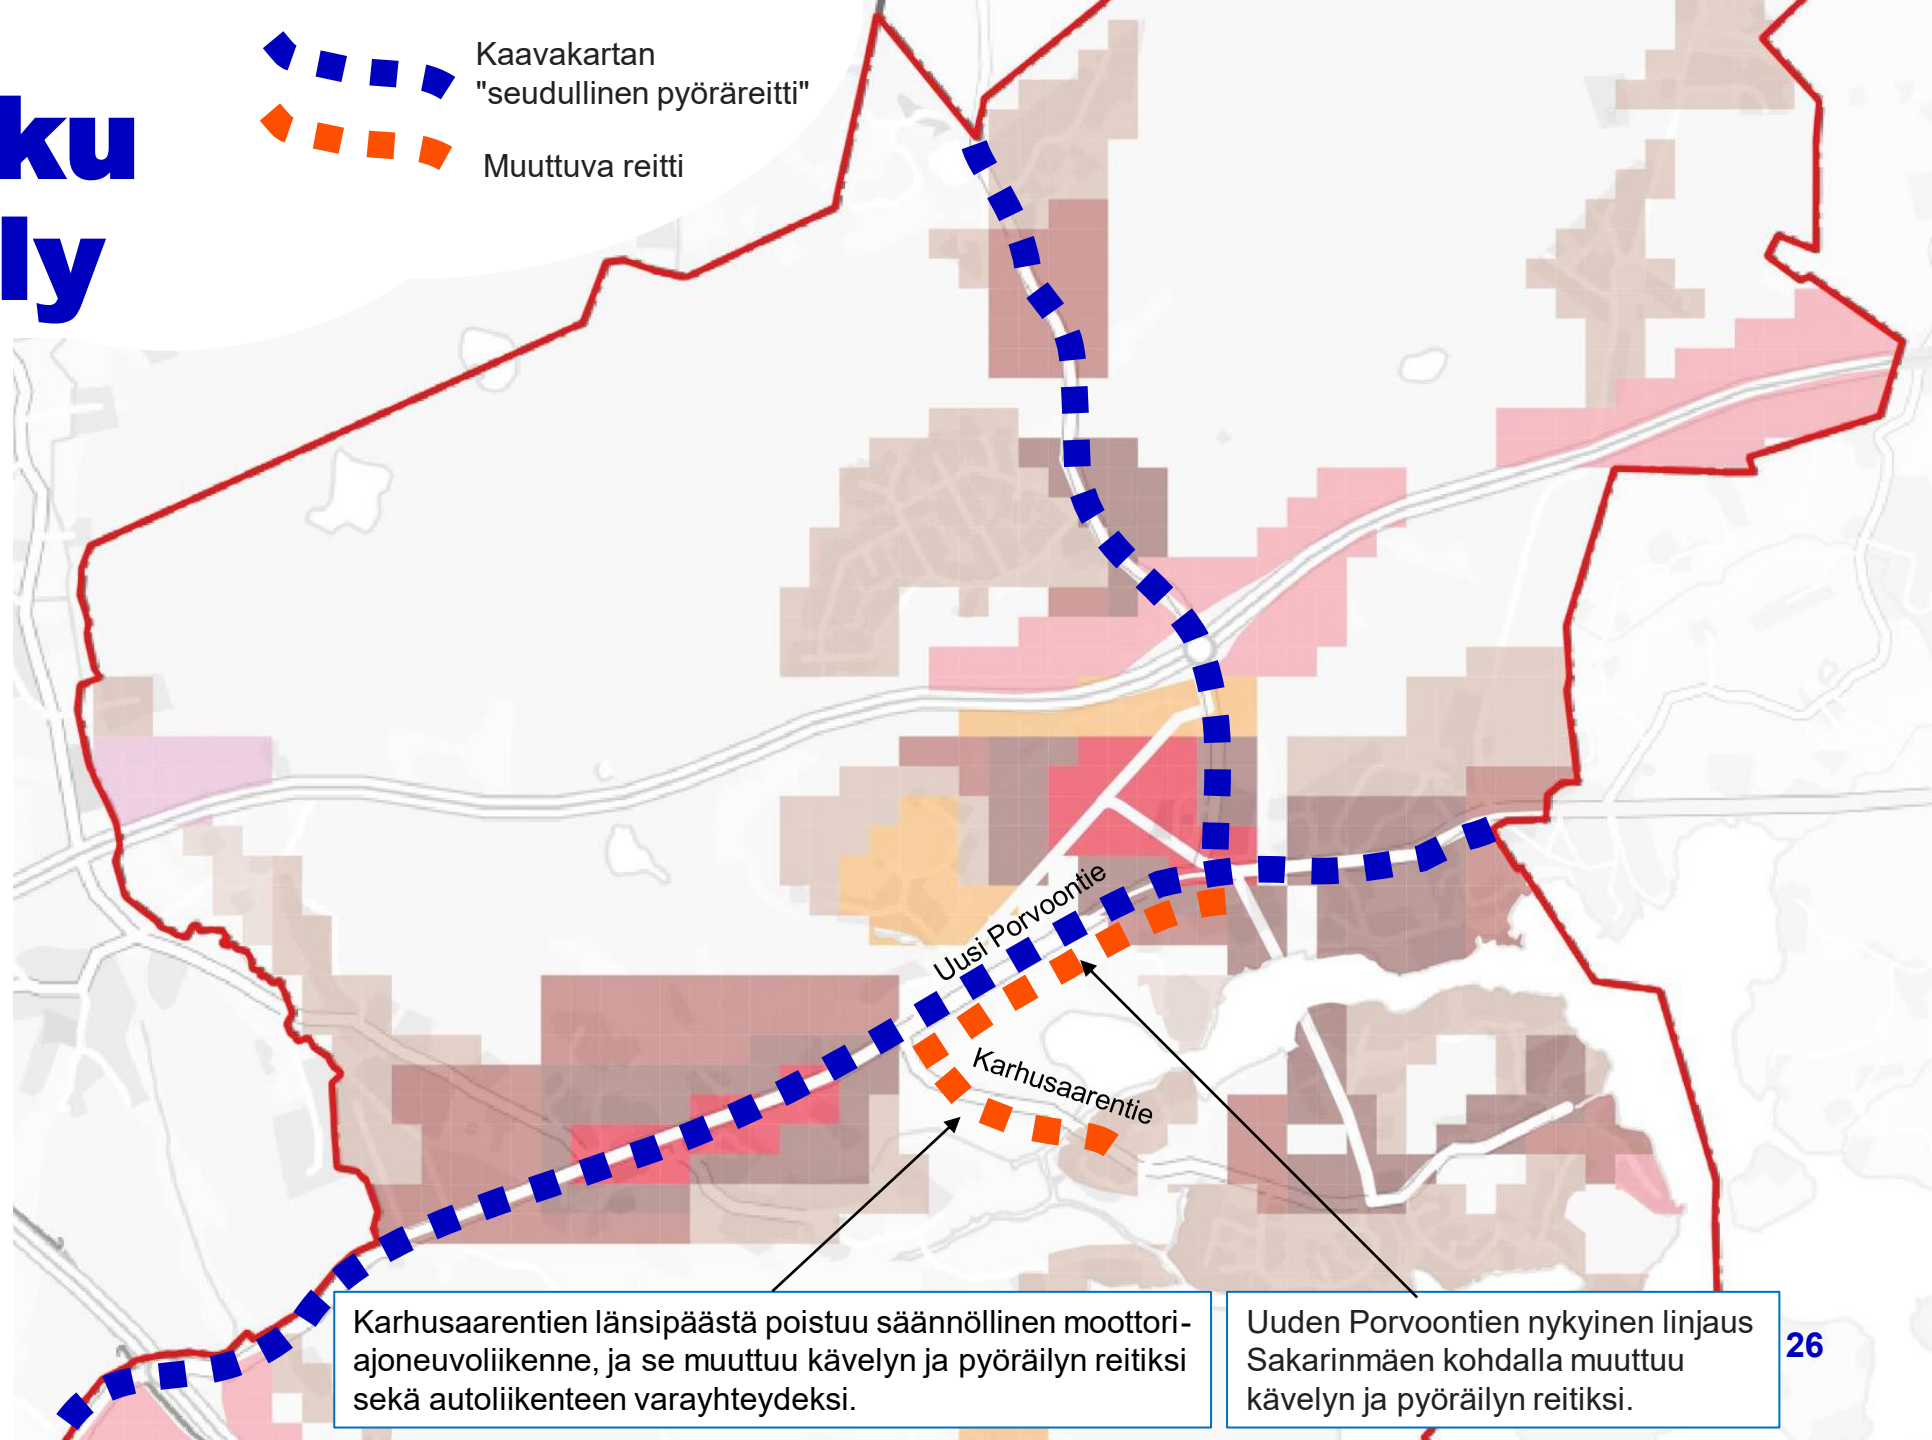 ku
ly
Kaavakartan
"seudullinen pyöräreitti"
Muuttuva reitti
Uusi Porvoontie
Karhusaarentie
Karhusaarentien länsipäästä poistuu säännöllinen moottori-
ajoneuvoliikenne, ja se muuttuu kävelyn ja pyöräilyn reitiksi
sekä autoliikenteen varayhteydeksi.
Uuden Porvoontien nykyinen linjaus
Sakarinmäen kohdalla muuttuu
kävelyn ja pyöräilyn reitiksi.
26